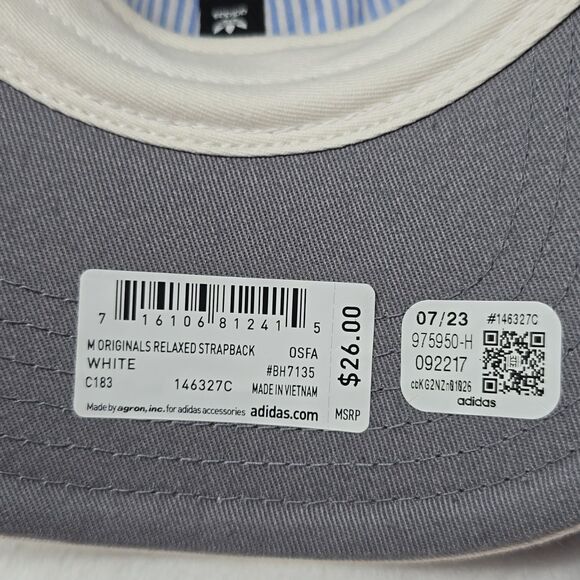 adidas
7 16106 81241 5
M ORIGINALS RELAXED STRAPBACK OSFA
WHITE #BH7135
C183 146327C MADE IN VIETNAM
Made by agron, inc. for adidas accessories adidas.com
$26.00
MSRP
07/23 #146327C
975950-H
092217
adidas